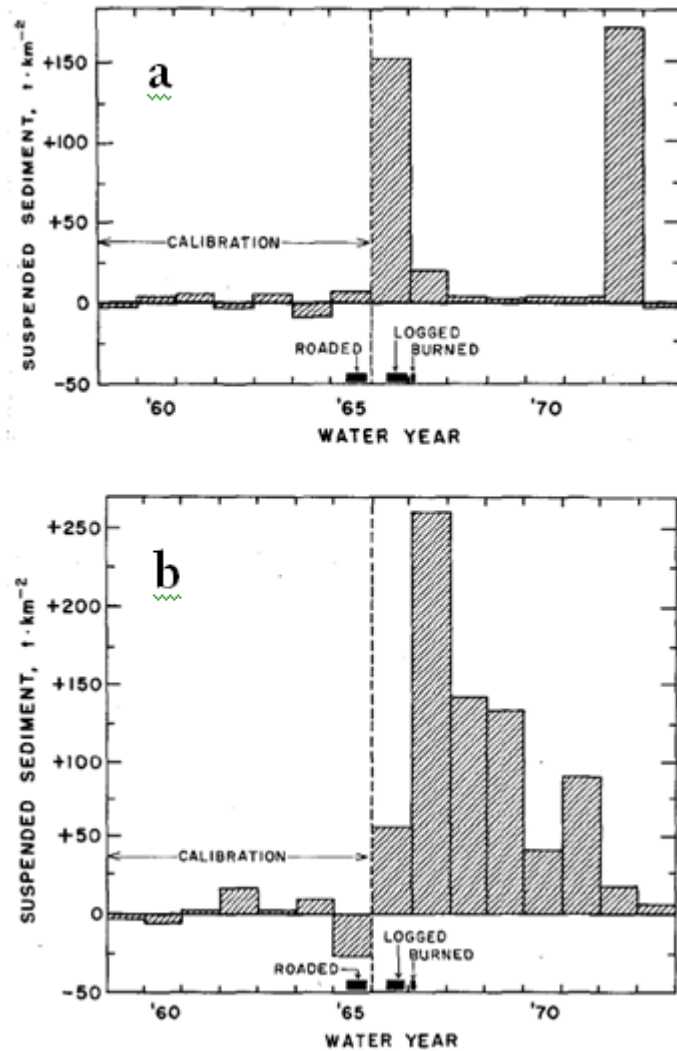 SUSPENDED SEDIMENT, t·km⁻²
+150
+100
+50
0
-50
a
CALIBRATION
ROADED
LOGGED
BURNED
'60
'65
'70
WATER YEAR
SUSPENDED SEDIMENT, t·km⁻²
+250
+200
+150
+100
+50
0
-50
b
CALIBRATION
ROADED
LOGGED
BURNED
'60
'65
'70
WATER YEAR